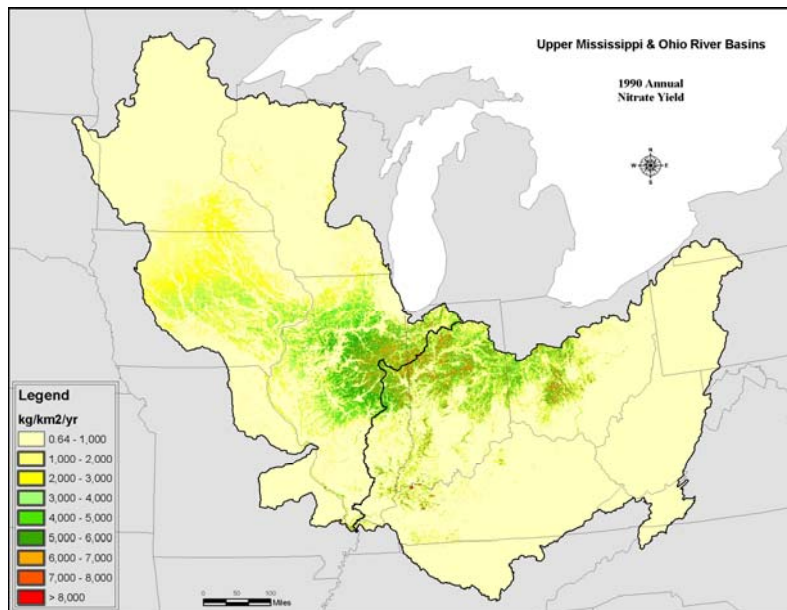 Upper Mississippi & Ohio River Basins
1990 Annual
Nitrate Yield
N
W E
S
Legend
kg/km2/yr
0.64 - 1,000
1,000 - 2,000
2,000 - 3,000
3,000 - 4,000
4,000 - 5,000
5,000 - 6,000
6,000 - 7,000
7,000 - 8,000
> 8,000
0 50 100
Miles